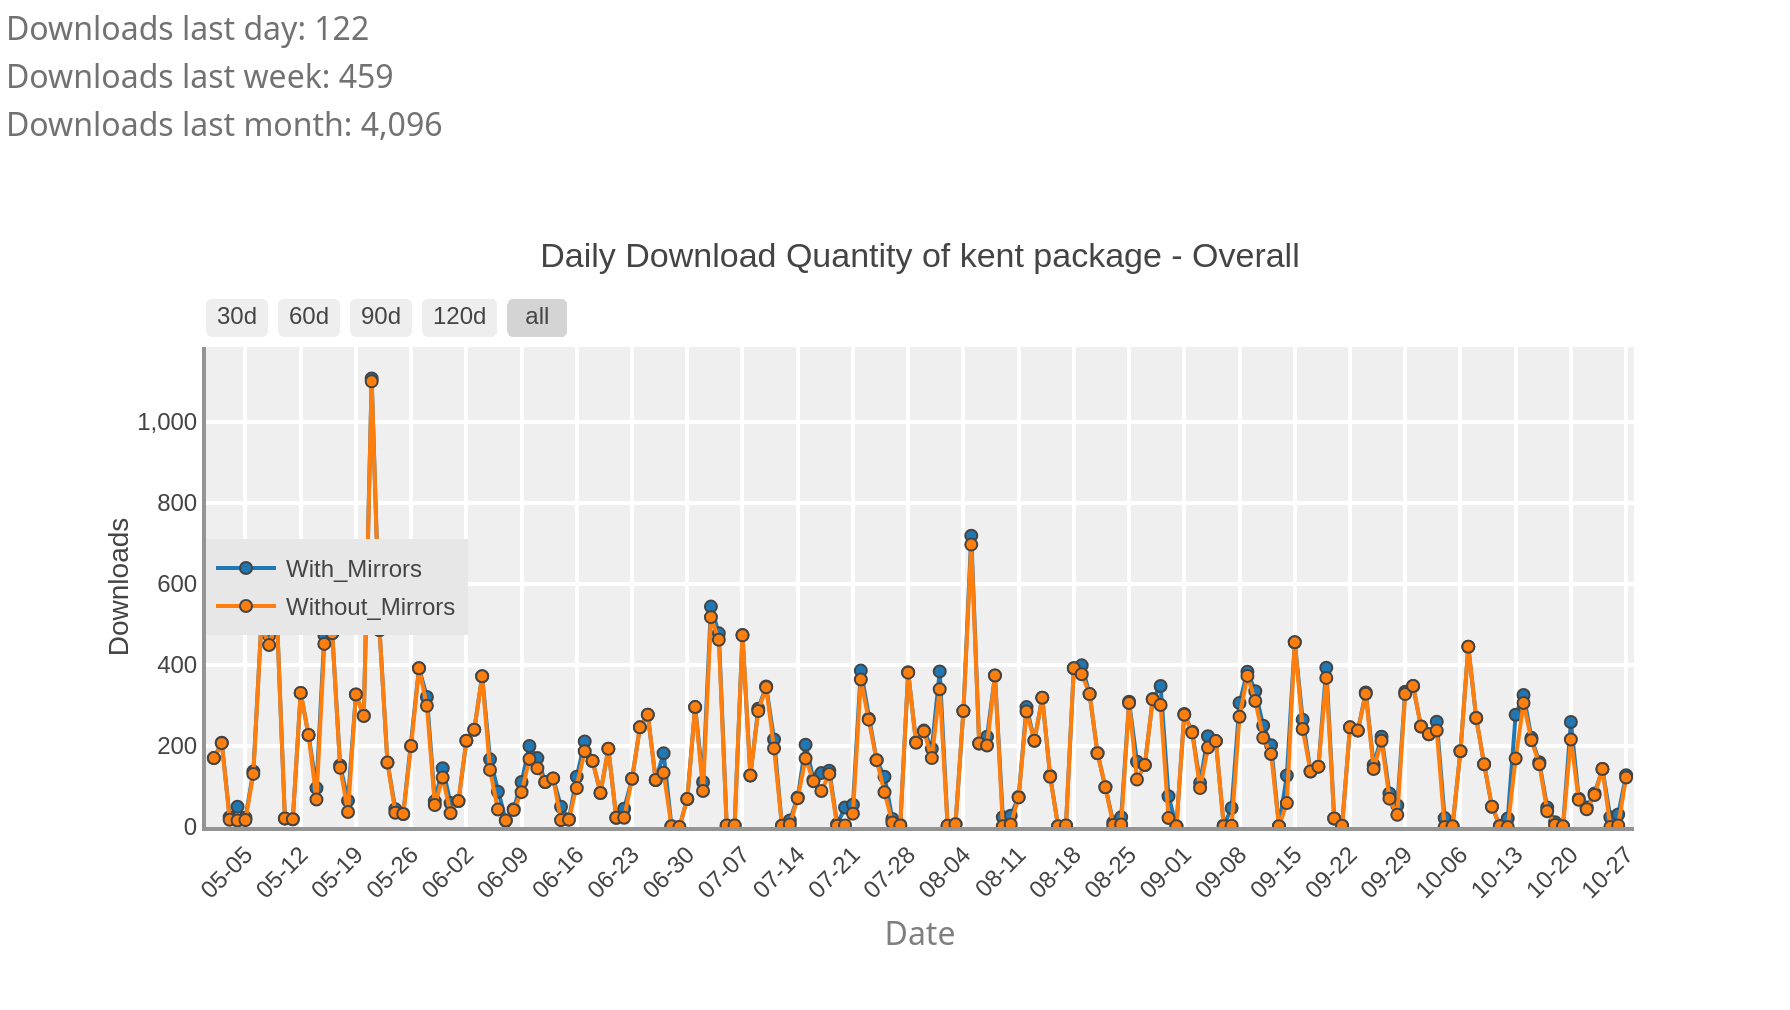 Downloads last day: 122
Downloads last week: 459
Downloads last month: 4,096
Daily Download Quantity of kent package - Overall
30d 60d 90d 120d all
1,000
800
600
400
200
0
Downloads
With_Mirrors
Without_Mirrors
05-05 05-12 05-19 05-26 06-02 06-09 06-16 06-23 06-30 07-07 07-14 07-21 07-28 08-04 08-11 08-18 08-25 09-01 09-08 09-15 09-22 09-29 10-06 10-13 10-20 10-27
Date